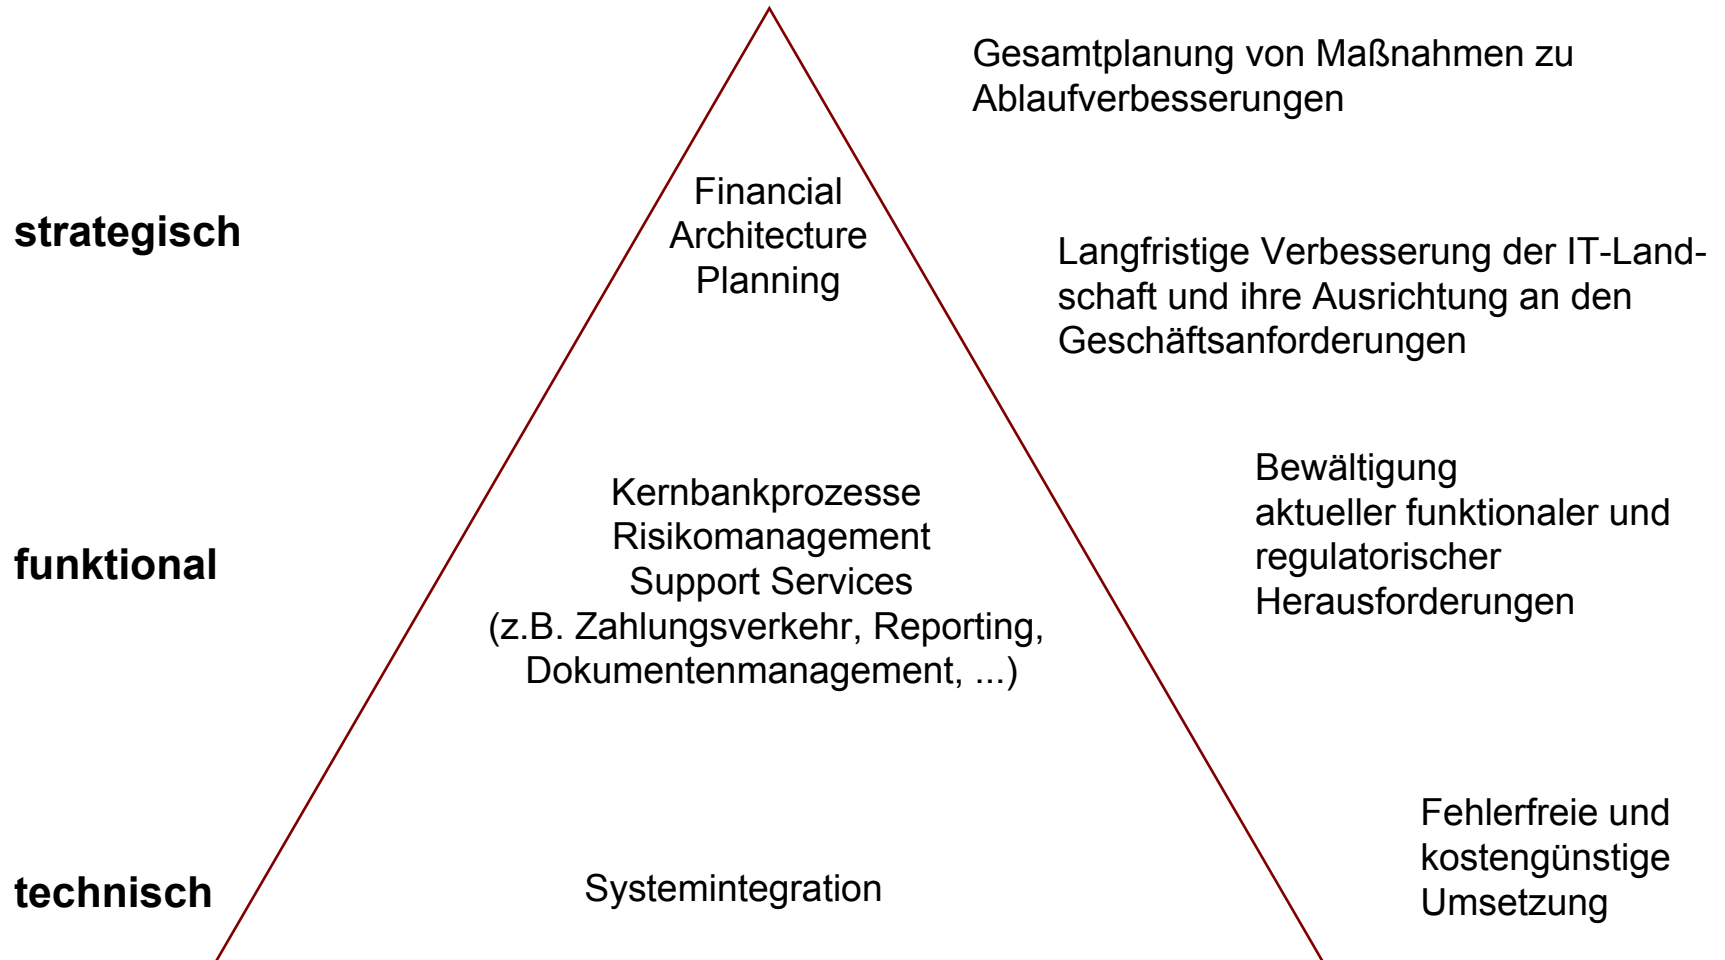 Gesamtplanung von Maßnahmen zu
Ablaufverbesserungen
strategisch
Financial
Architecture
Planning
Langfristige Verbesserung der IT-Land-
schaft und ihre Ausrichtung an den
Geschäftsanforderungen
funktional
Kernbankprozesse
Risikomanagement
Support Services
(z.B. Zahlungsverkehr, Reporting,
Dokumentenmanagement, ...)
Bewältigung
aktueller funktionaler und
regulatorischer
Herausforderungen
technisch
Systemintegration
Fehlerfreie und
kostengünstige
Umsetzung